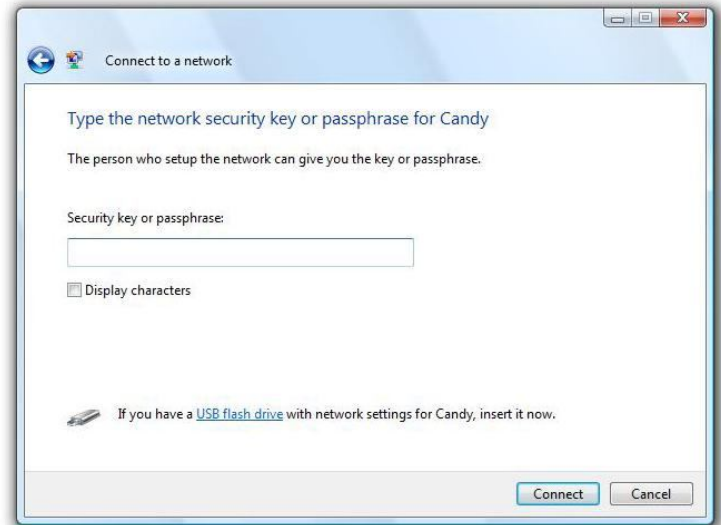 Connect to a network
Type the network security key or passphrase for Candy
The person who setup the network can give you the key or passphrase.
Security key or passphrase:
Display characters
If you have a USB flash drive with network settings for Candy, insert it now.
Connect Cancel